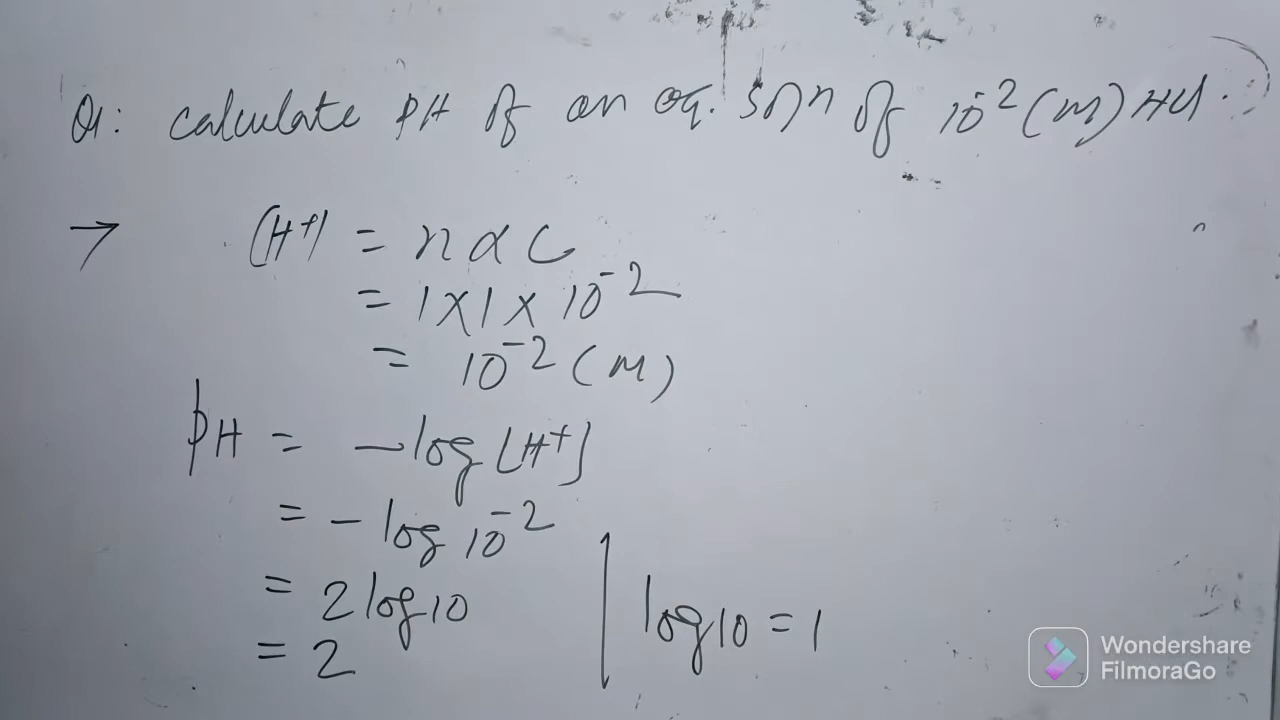 Q1: calculate pH of an aq. soln of 10⁻² (M) HCl.
→ [H⁺] = n α C
= 1 × 1 × 10⁻²
= 10⁻² (M)
pH = -log [H⁺]
= - log 10⁻²
= 2 log 10
= 2
log 10 = 1
Wondershare
FilmoraGo